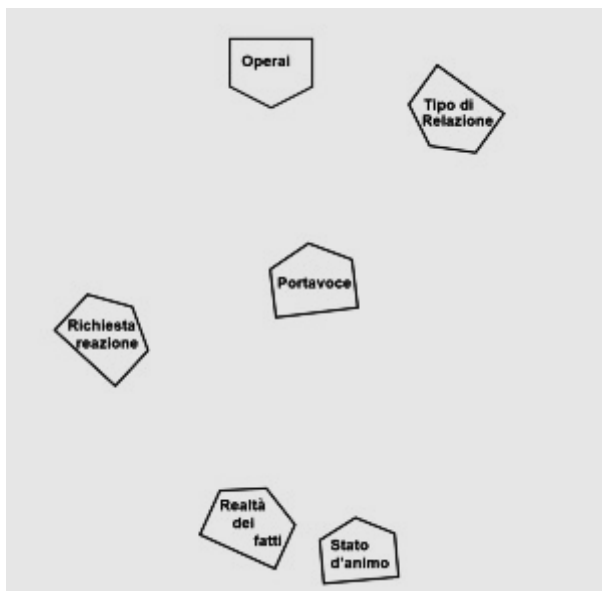 Operai
Tipo di
Relazione
Portavoce
Richiesta
reazione
Realtà
dei
fatti
Stato
d'animo